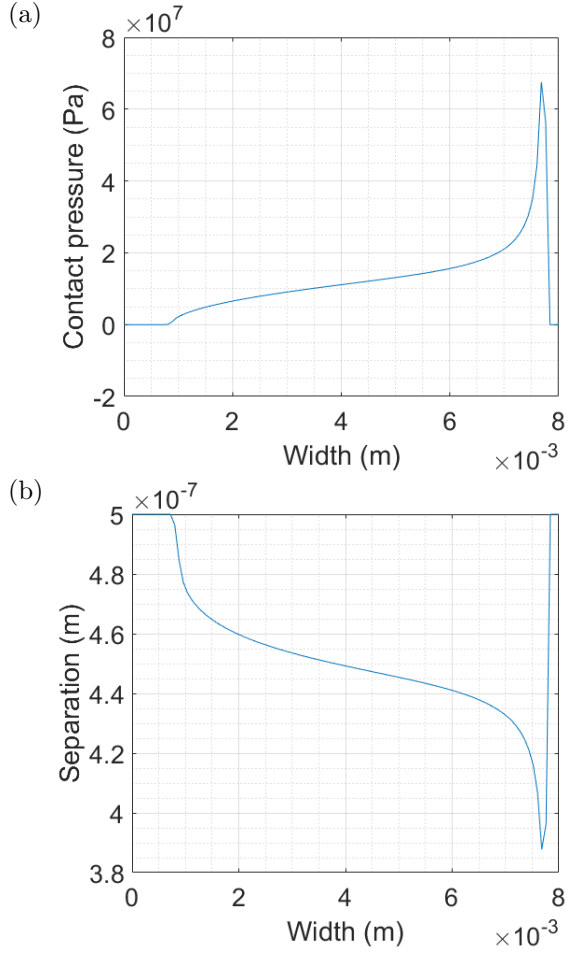 (a)
×10⁷
8
6
4
2
0
-2
Contact pressure (Pa)
0 2 4 6 8
Width (m)
×10⁻³
(b)
×10⁻⁷
5
4.8
4.6
4.4
4.2
4
3.8
Separation (m)
0 2 4 6 8
Width (m)
×10⁻³